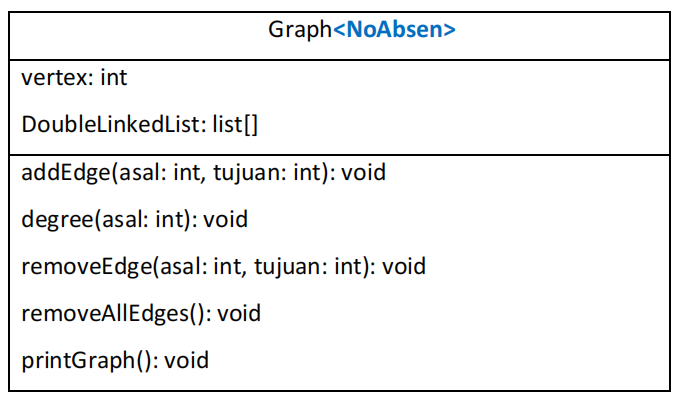 Graph<NoAbsen>
vertex: int
DoubleLinkedList: list[]
addEdge(asal: int, tujuan: int): void
degree(asal: int): void
removeEdge(asal: int, tujuan: int): void
removeAllEdges(): void
printGraph(): void